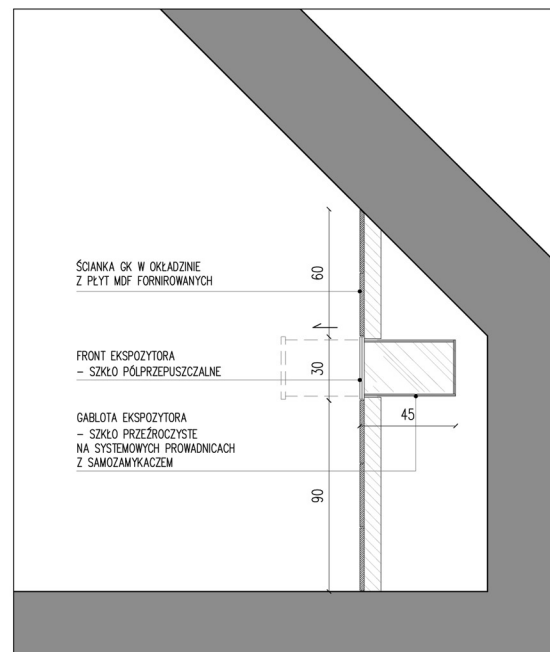 ŚCIANKA GK W OKŁADZINIE
Z PŁYT MDF FORNIROWANYCH
60
FRONT EKSPOZYTORA
– SZKŁO PÓLPRZEPUSZCZALNE
30
GABLOTA EKSPOZYTORA
– SZKŁO PRZEŹROCZYSTE
NA SYSTEMOWYCH PROWADNICACH
Z SAMOZAMYKACZEM
45
90